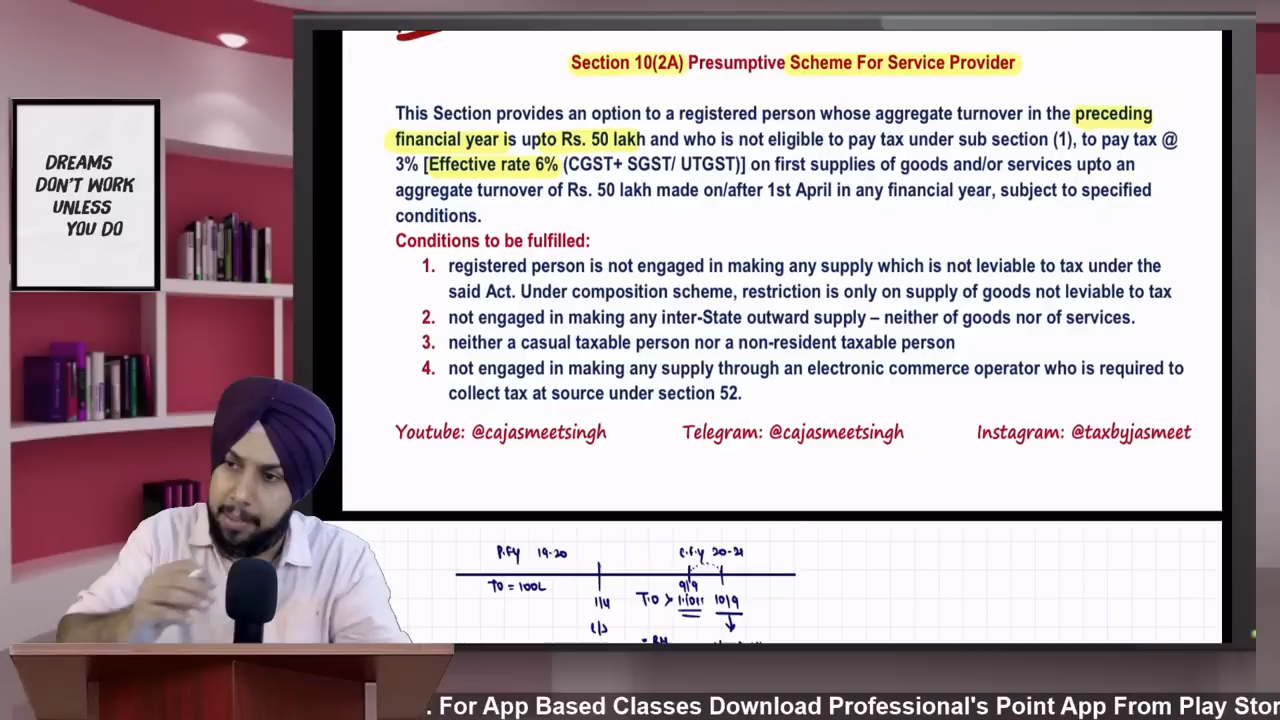 DREAMS
DON'T WORK
UNLESS
YOU DO
Section 10(2A) Presumptive Scheme For Service Provider
This Section provides an option to a registered person whose aggregate turnover in the preceding
financial year is upto Rs. 50 lakh and who is not eligible to pay tax under sub section (1), to pay tax @
3% [Effective rate 6% (CGST+ SGST/ UTGST)] on first supplies of goods and/or services upto an
aggregate turnover of Rs. 50 lakh made on/after 1st April in any financial year, subject to specified
conditions.
Conditions to be fulfilled:
1. registered person is not engaged in making any supply which is not leviable to tax under the
said Act. Under composition scheme, restriction is only on supply of goods not leviable to tax
2. not engaged in making any inter-State outward supply – neither of goods nor of services.
3. neither a casual taxable person nor a non-resident taxable person
4. not engaged in making any supply through an electronic commerce operator who is required to
collect tax at source under section 52.
Youtube: @cajasmeetsingh Telegram: @cajasmeetsingh Instagram: @taxbyjasmeet
P.fy 19-20 C.f.y 20-21
TO = 100L
9/9
1/4 T.O > 10/9
. For App Based Classes Download Professional's Point App From Play Stor